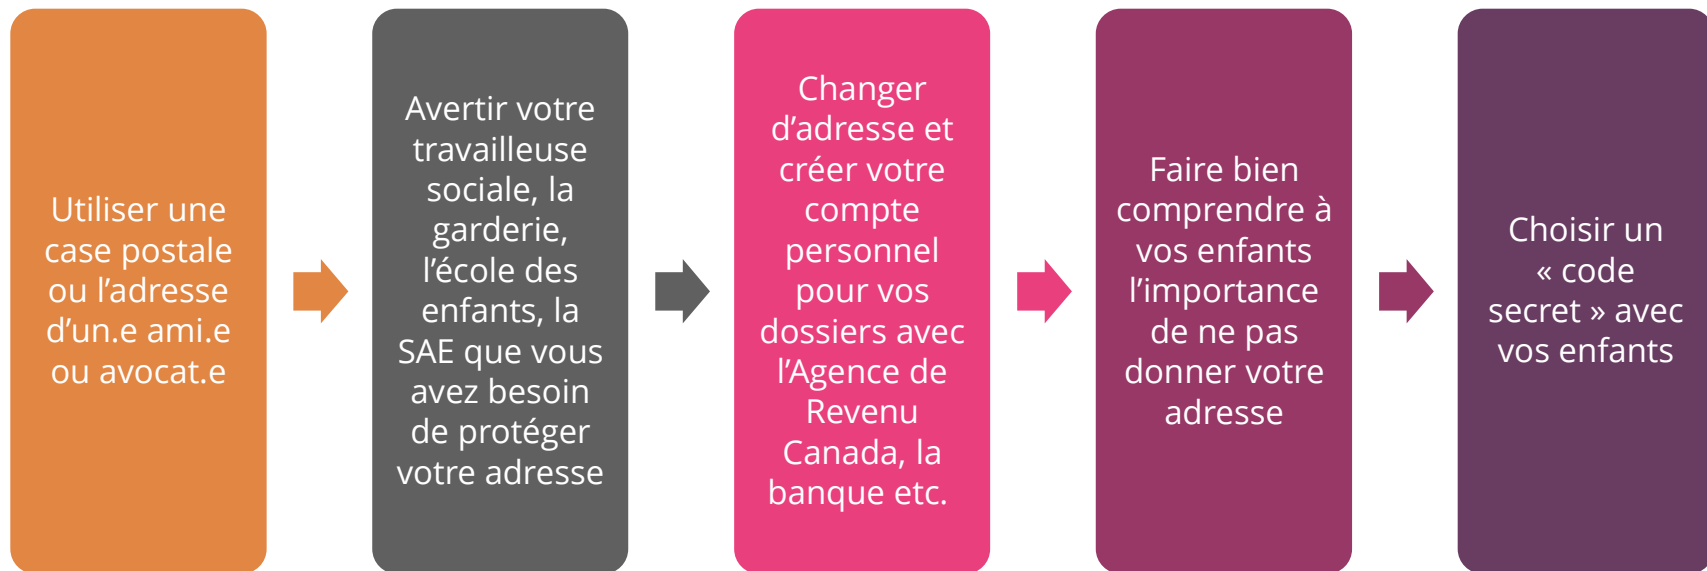 Utiliser une
case postale
ou l’adresse
d’un.e ami.e
ou avocat.e
Avertir votre
travailleuse
sociale, la
garderie,
l’école des
enfants, la
SAE que vous
avez besoin
de protéger
votre adresse
Changer
d’adresse et
créer votre
compte
personnel
pour vos
dossiers avec
l’Agence de
Revenu
Canada, la
banque etc.
Faire bien
comprendre à
vos enfants
l’importance
de ne pas
donner votre
adresse
Choisir un
« code
secret » avec
vos enfants